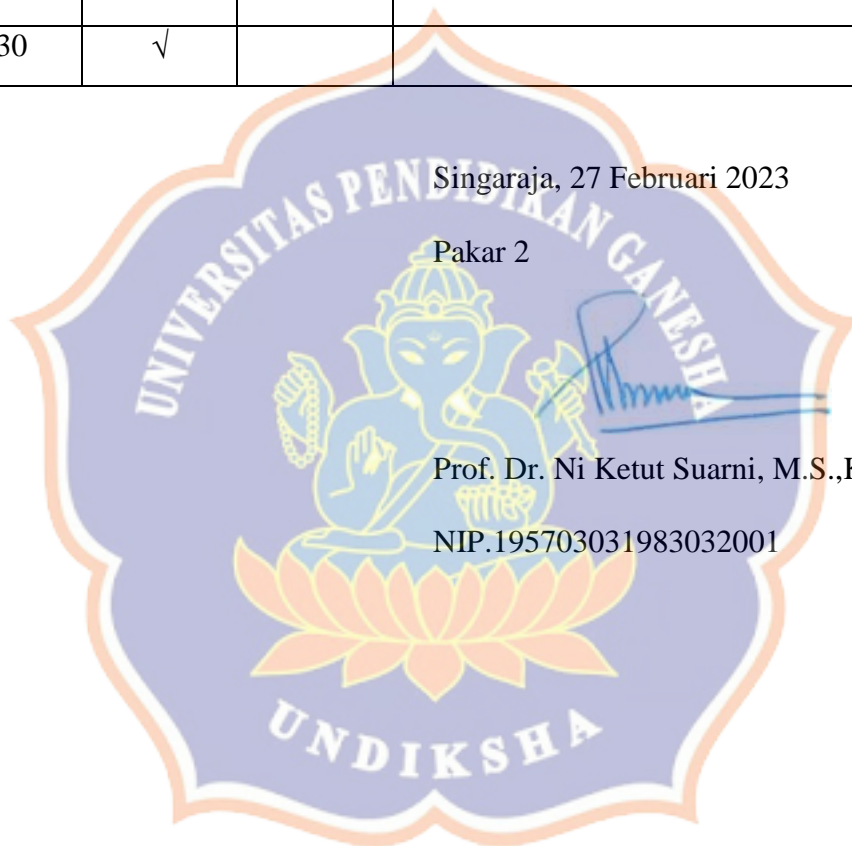 30 √
Singaraja, 27 Februari 2023
Pakar 2
Prof. Dr. Ni Ketut Suarni, M.S.,
NIP.195703031983032001
UNIVERSITAS PENDIDIKAN GANESHA
UNDIKSHA